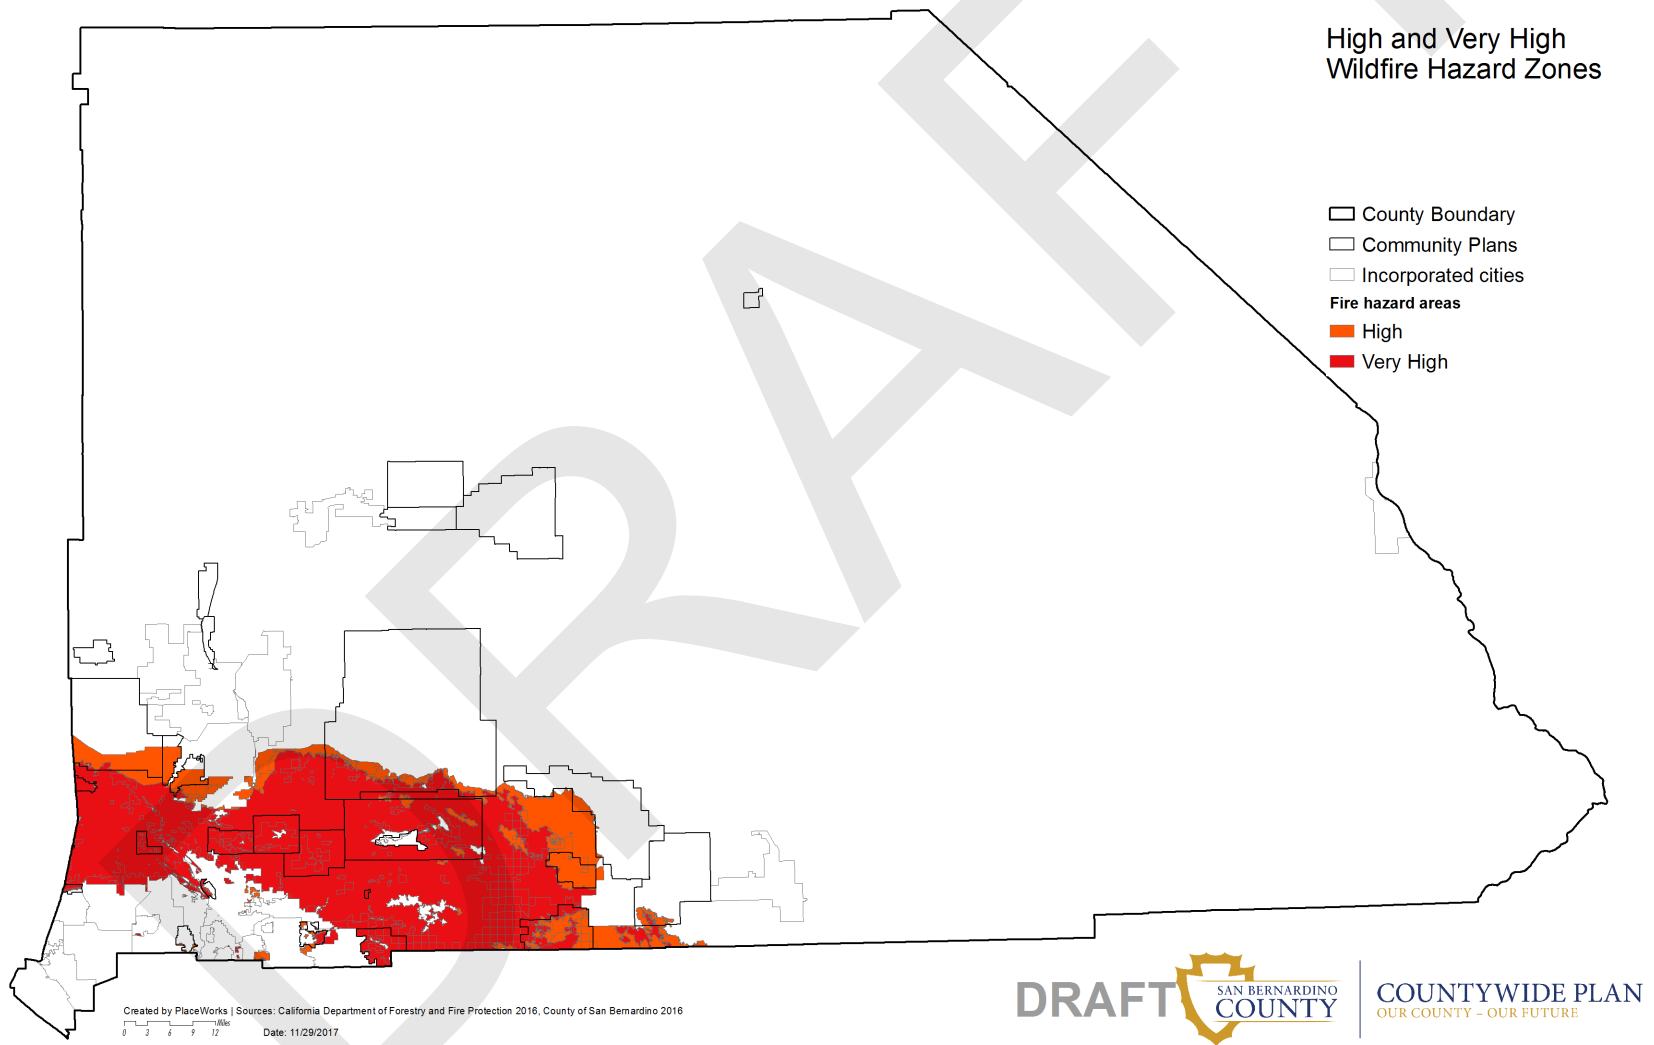 High and Very High
Wildfire Hazard Zones
County Boundary
Community Plans
Incorporated cities
Fire hazard areas
High
Very High
DRAFT
Created by PlaceWorks | Sources: California Department of Forestry and Fire Protection 2016, County of San Bernardino 2016
Miles
0 3 6 9 12
Date: 11/29/2017
DRAFT
SAN BERNARDINO
COUNTY
COUNTYWIDE PLAN
OUR COUNTY – OUR FUTURE